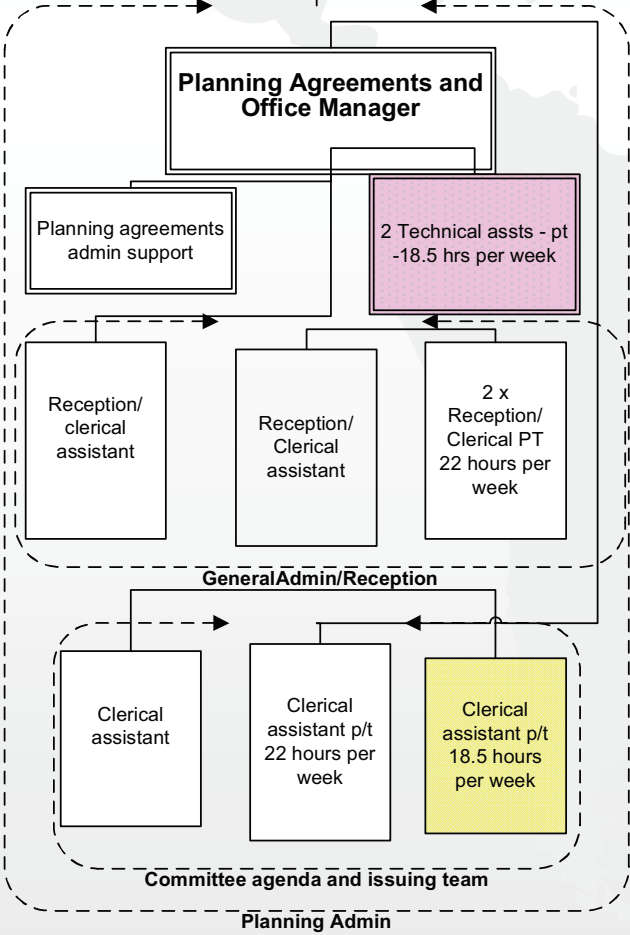 Planning Agreements and
Office Manager
Planning agreements
admin support
2 Technical assts - pt
-18.5 hrs per week
Reception/
clerical
assistant
Reception/
Clerical
assistant
2 x
Reception/
Clerical PT
22 hours per
week
GeneralAdmin/Reception
Clerical
assistant
Clerical
assistant p/t
22 hours per
week
Clerical
assistant p/t
18.5 hours
per week
Committee agenda and issuing team
Planning Admin